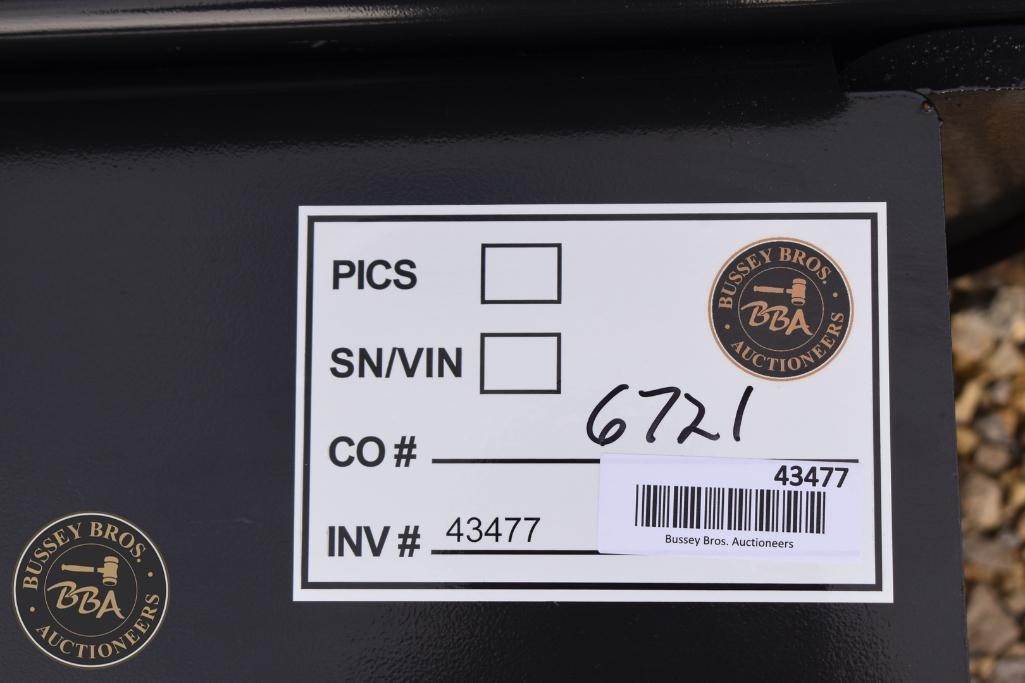 PICS
BUSSEY BROS.
BBA
AUCTIONEERS
SN/VIN
6721
CO #
43477
INV # 43477
Bussey Bros. Auctioneers
BUSSEY BROS.
BBA
AUCTIONEERS